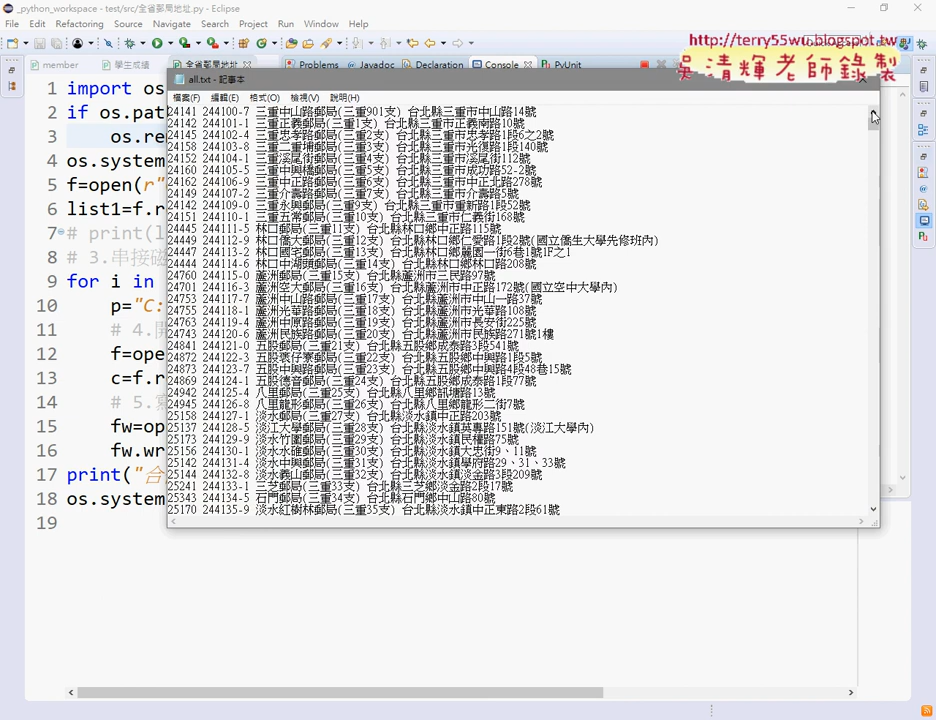 _python_workspace - test/src/全省郵局地址.py - Eclipse
File Edit Refactoring Source Navigate Search Project Run Window Help
http://terry55wu.blogspot.tw
吳清輝老師錄製
member 學生成績 全省郵局地址 Problems Javadoc Declaration Console PyUnit
all.txt - 記事本
檔案(F) 編輯(E) 格式(O) 檢視(V) 說明(H)
1 import os
2 if os.pat
3 os.re
4 os.system
5 f=open(r"
6 list1=f.r
7 # print(l
8 # 3.串接磁
9 for i in
10 p="C:
11 # 4.開
12 f=ope
13 c=f.r
14 # 5.
15 fw=op
16 fw.wr
17 print("合
18 os.system
19
24141 244100-7 三重中山路郵局(三重901支) 台北縣三重市中山路14號
24142 244101-1 三重正義郵局(三重1支) 台北縣三重市正義南路10號
24145 244102-4 三重忠孝路郵局(三重2支) 台北縣三重市忠孝路1段6之2號
24158 244103-8 三重二重埔郵局(三重3支) 台北縣三重市光復路1段140號
24152 244104-1 三重溪尾街郵局(三重4支) 台北縣三重市溪尾街112號
24160 244105-5 三重中興橋郵局(三重5支) 台北縣三重市成功路52-2號
24162 244106-9 三重中正路郵局(三重6支) 台北縣三重市中正北路278號
24149 244107-2 三重介壽路郵局(三重7支) 台北縣三重市介壽路5號
24142 244109-0 三重永興郵局(三重9支) 台北縣三重市重新路1段52號
24151 244110-1 三重五常郵局(三重10支) 台北縣三重市仁義街168號
24445 244111-5 林口郵局(三重11支) 台北縣林口鄉中正路115號
24449 244112-9 林口僑大郵局(三重12支) 台北縣林口鄉仁愛路1段2號(國立僑生大學先修班內)
24447 244113-2 林口國宅郵局(三重13支) 台北縣林口鄉麗園一街6巷1號1F之1
24444 244114-6 林口中湖頭郵局(三重14支) 台北縣林口鄉林口路208號
24760 244115-0 蘆洲郵局(三重15支) 台北縣蘆洲市三民路97號
24701 244116-3 蘆洲空大郵局(三重16支) 台北縣蘆洲市中正路172號(國立空中大學內)
24753 244117-7 蘆洲中山路郵局(三重17支) 台北縣蘆洲市中山一路37號
24755 244118-1 蘆洲光華路郵局(三重18支) 台北縣蘆洲市光華路108號
24763 244119-4 蘆洲中原路郵局(三重19支) 台北縣蘆洲市長安街225號
24743 244120-6 蘆洲民族路郵局(三重20支) 台北縣蘆洲市民族路271號1樓
24841 244121-0 五股郵局(三重21支) 台北縣五股鄉成泰路3段541號
24872 244122-3 五股褒仔寮郵局(三重22支) 台北縣五股鄉中興路1段5號
24873 244123-7 五股中興路郵局(三重23支) 台北縣五股鄉中興路4段48巷15號
24869 244124-1 五股德音郵局(三重24支) 台北縣五股鄉成泰路1段77號
24942 244125-4 八里郵局(三重25支) 台北縣八里鄉訊塘路13號
24945 244126-8 八里龍形郵局(三重26支) 台北縣八里鄉龍形二街7號
25158 244127-1 淡水郵局(三重27支) 台北縣淡水鎮中正路203號
25137 244128-5 淡江大學郵局(三重28支) 台北縣淡水鎮英專路151號(淡江大學內)
25173 244129-9 淡水竹圍郵局(三重29支) 台北縣淡水鎮民權路75號
25156 244130-1 淡水水碓郵局(三重30支) 台北縣淡水鎮大忠街9、11號
25142 244131-4 淡水中興郵局(三重31支) 台北縣淡水鎮學府路29、31、33號
25144 244132-8 淡水義山郵局(三重32支) 台北縣淡水鎮淡金路3段209號
25241 244133-1 三芝郵局(三重33支) 台北縣三芝鄉淡金路2段17號
25343 244134-5 石門郵局(三重34支) 台北縣石門鄉中山路80號
25170 244135-9 淡水紅樹林郵局(三重35支) 台北縣淡水鎮中正東路2段61號